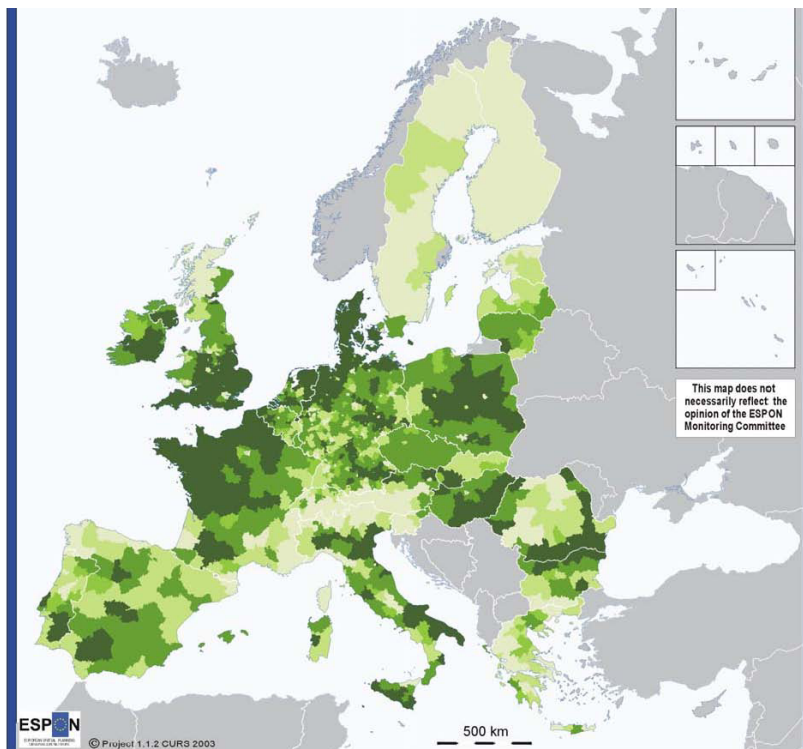 This map does not
necessarily reflect the
opinion of the ESPON
Monitoring Committee
ESPON
© Project 1.1.2 CURS 2003
500 km